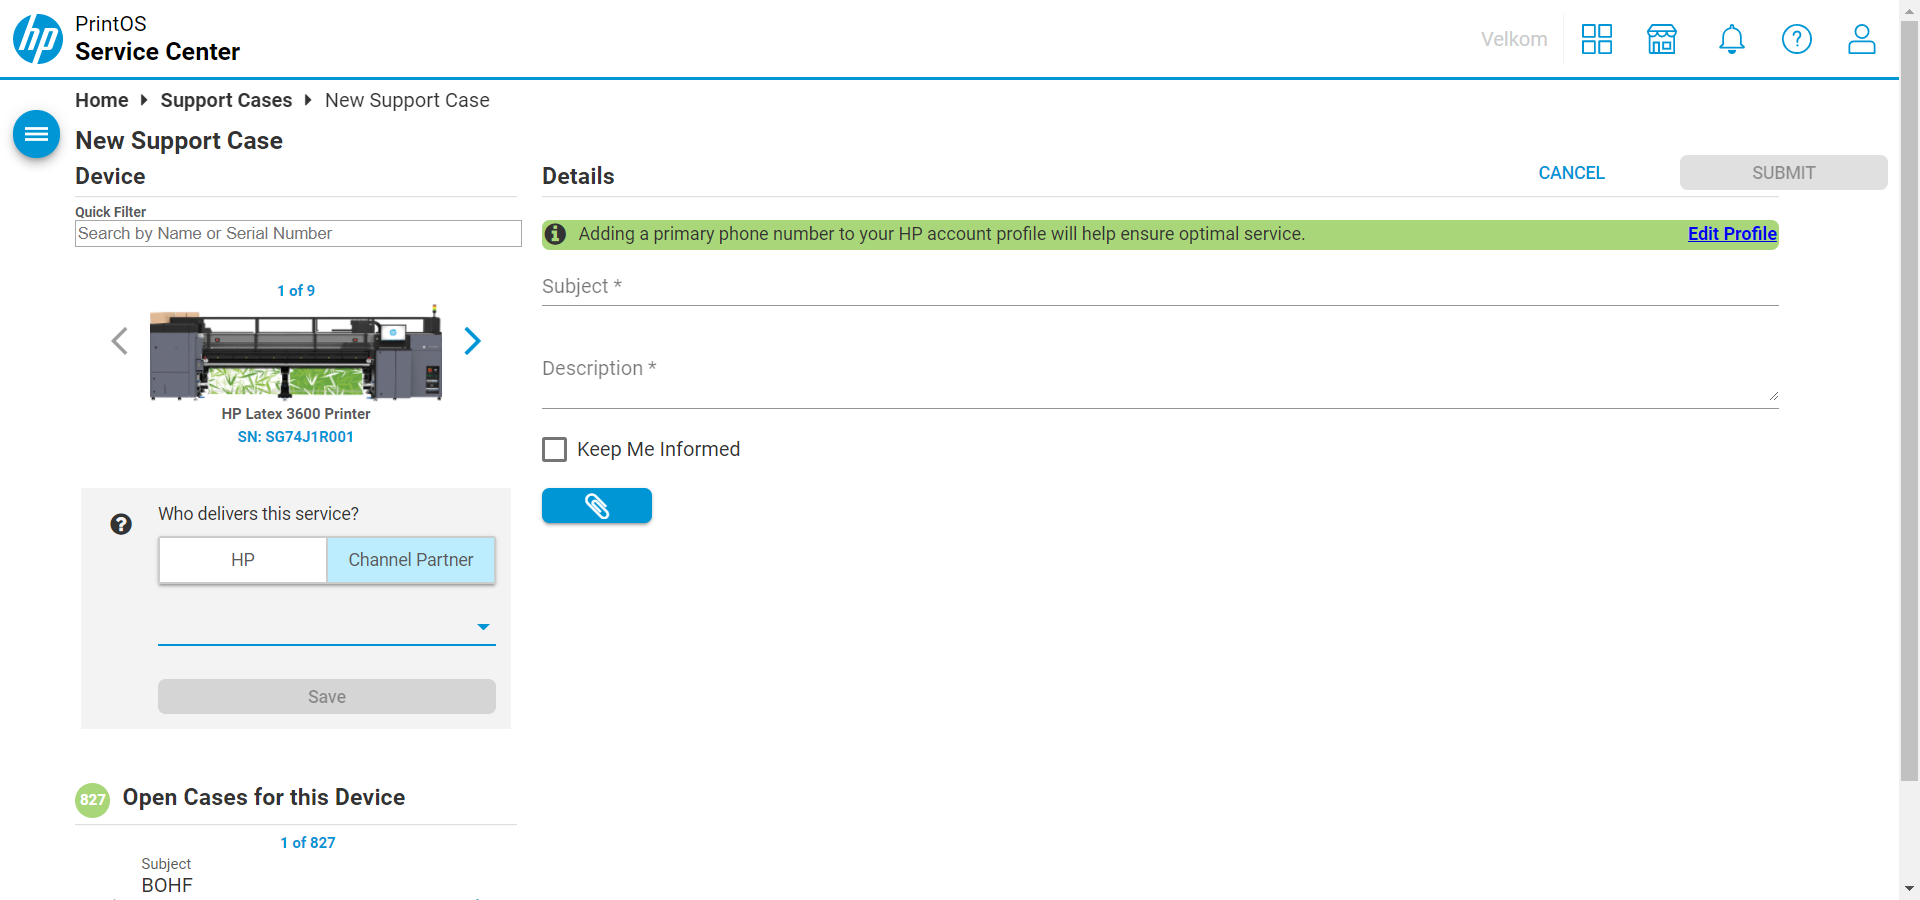 hp
PrintOS
Service Center
Velkom
?
Home
Support Cases
New Support Case
New Support Case
Device
Details
CANCEL
SUBMIT
Quick Filter
Search by Name or Serial Number
Adding a primary phone number to your HP account profile will help ensure optimal service.
Edit Profile
Subject *
1 of 9
HP Latex 3600 Printer
SN: SG74J1R001
Description *
Keep Me Informed
?
Who delivers this service?
HP
Channel Partner
Save
827
Open Cases for this Device
1 of 827
Subject
BOHF